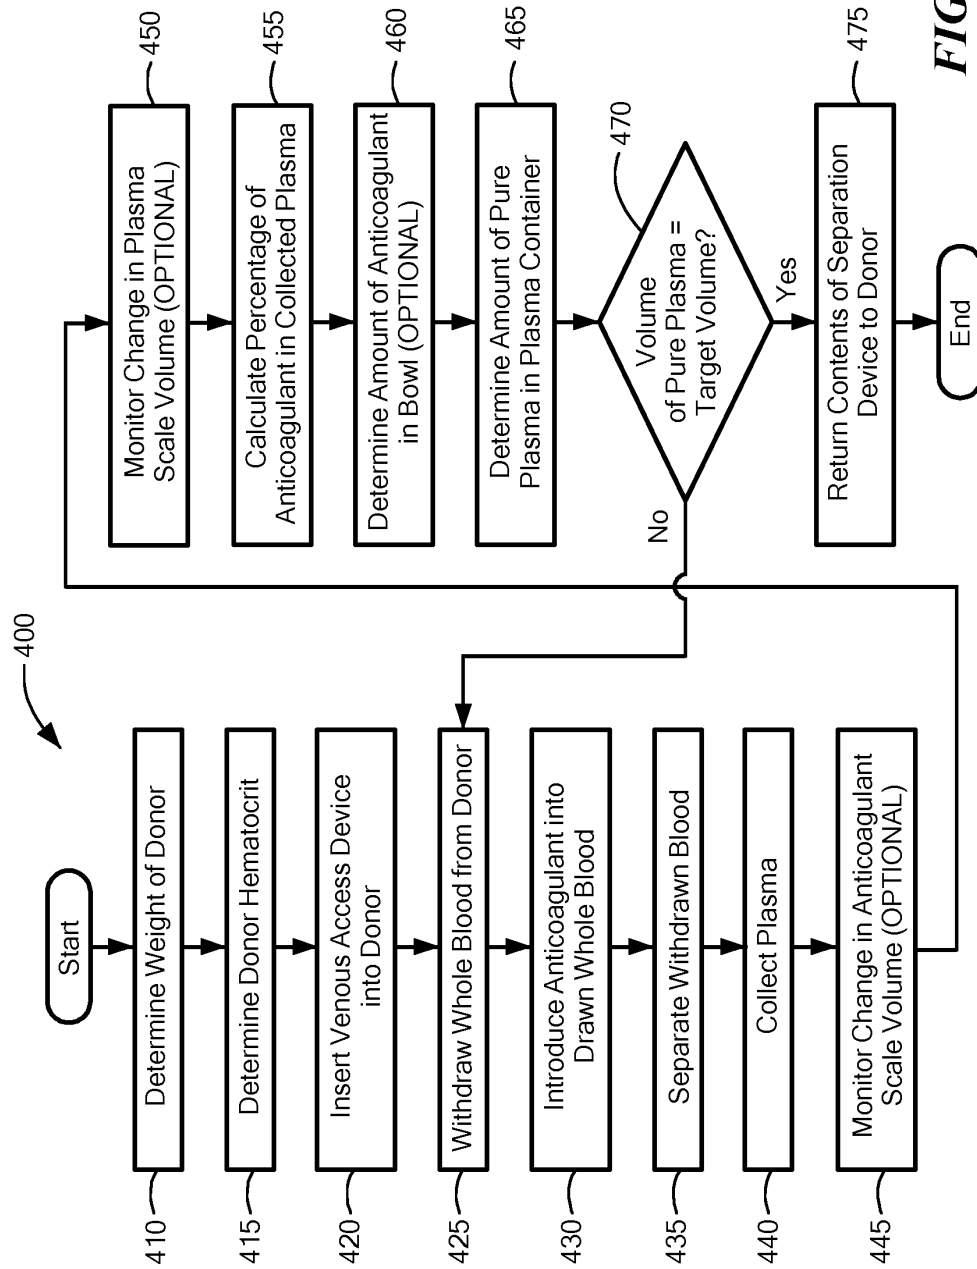 400
Start
Determine Weight of Donor
410
Determine Donor Hematocrit
415
Insert Venous Access Device
into Donor
420
Withdraw Whole Blood from Donor
425
Introduce Anticoagulant into
Drawn Whole Blood
430
Separate Withdrawn Blood
435
Collect Plasma
440
Monitor Change in Anticoagulant
Scale Volume (OPTIONAL)
445
Monitor Change in Plasma
Scale Volume (OPTIONAL)
450
Calculate Percentage of
Anticoagulant in Collected Plasma
455
Determine Amount of Anticoagulant
in Bowl (OPTIONAL)
460
Determine Amount of Pure
Plasma in Plasma Container
465
Volume
of Pure Plasma =
Target Volume?
470
No
Yes
Return Contents of Separation
Device to Donor
475
End
FIG